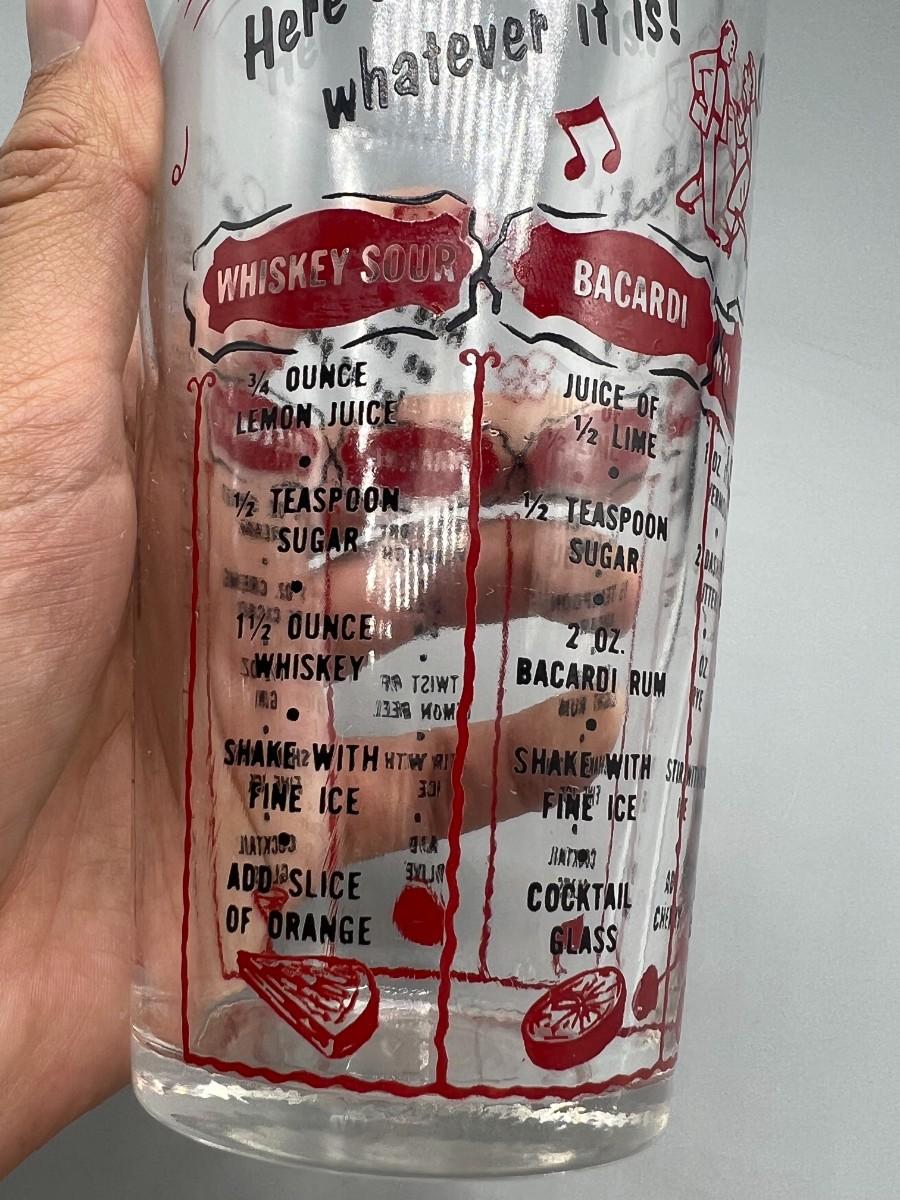 Here
whatever it is!
WHISKEY SOUR
¾ OUNCE
LEMON JUICE
•
½ TEASPOON
SUGAR
•
1½ OUNCE
WHISKEY
•
SHAKE WITH
FINE ICE
•
ADD SLICE
OF ORANGE
BACARDI
JUICE OF
½ LIME
•
½ TEASPOON
SUGAR
•
2 OZ.
BACARDI RUM
•
SHAKE WITH
FINE ICE
•
COCKTAIL
GLASS
TWIST OF